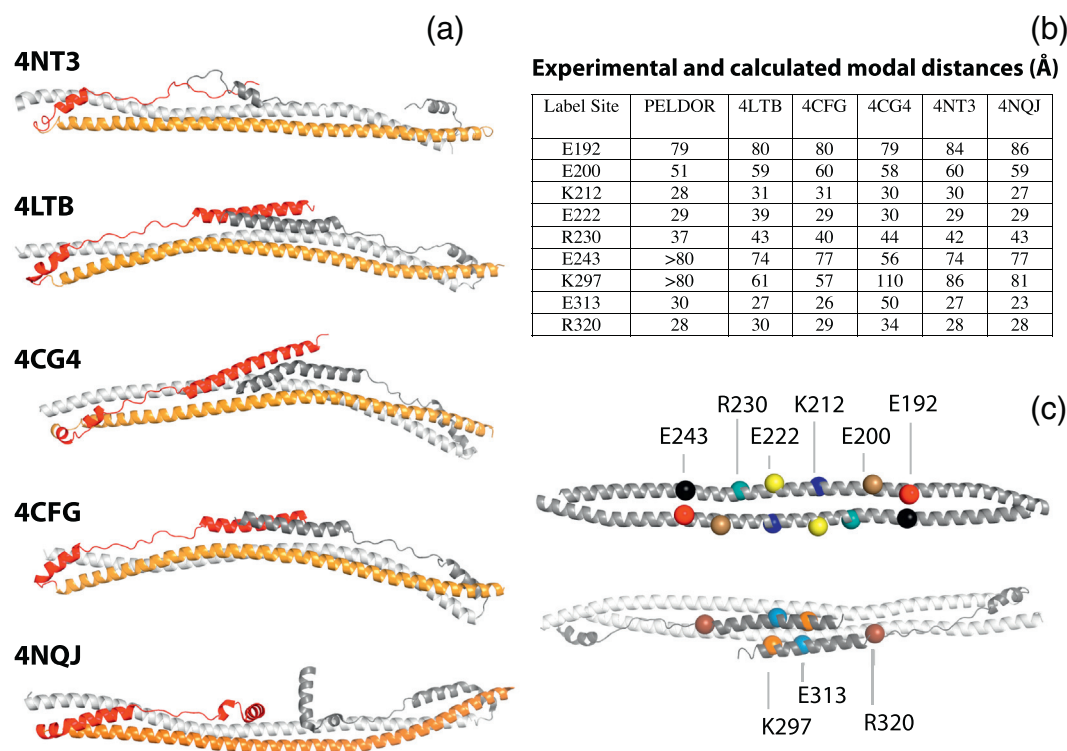 (a)
4NT3
4LTB
4CG4
4CFG
4NQJ
(b)
Experimental and calculated modal distances (Å)
Label Site PELDOR 4LTB 4CFG 4CG4 4NT3 4NQJ
E192 79 80 80 79 84 86
E200 51 59 60 58 60 59
K212 28 31 31 30 30 27
E222 29 39 29 30 29 29
R230 37 43 40 44 42 43
E243 >80 74 77 56 74 77
K297 >80 61 57 110 86 81
E313 30 27 26 50 27 23
R320 28 30 29 34 28 28
(c)
R230 K212 E192
E243 E222 E200
E313
K297 R320